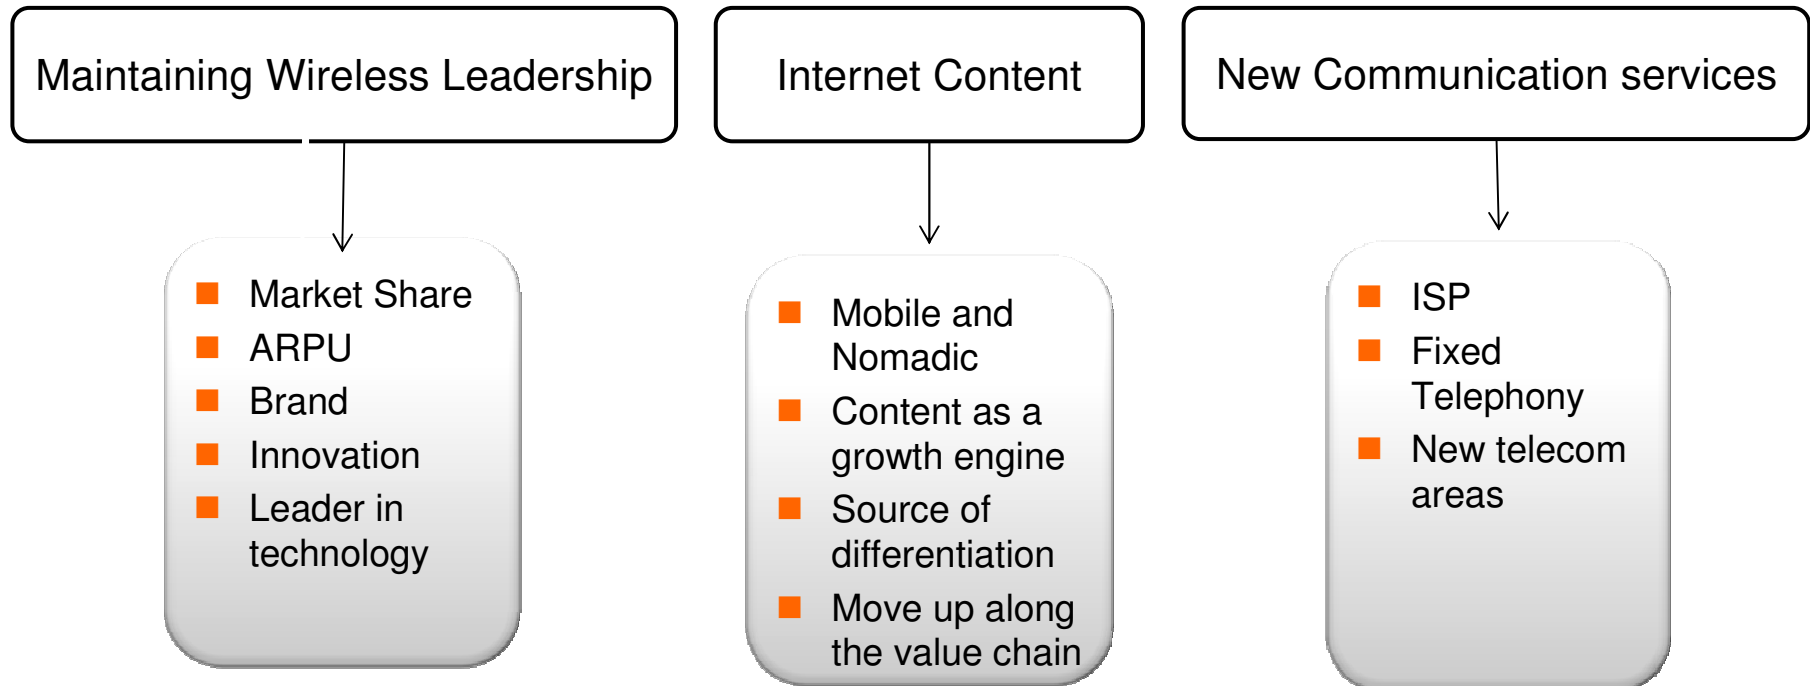 Maintaining Wireless Leadership
Market Share
ARPU
Brand
Innovation
Leader in
technology
Internet Content
Mobile and
Nomadic
Content as a
growth engine
Source of
differentiation
Move up along
the value chain
New Communication services
ISP
Fixed
Telephony
New telecom
areas